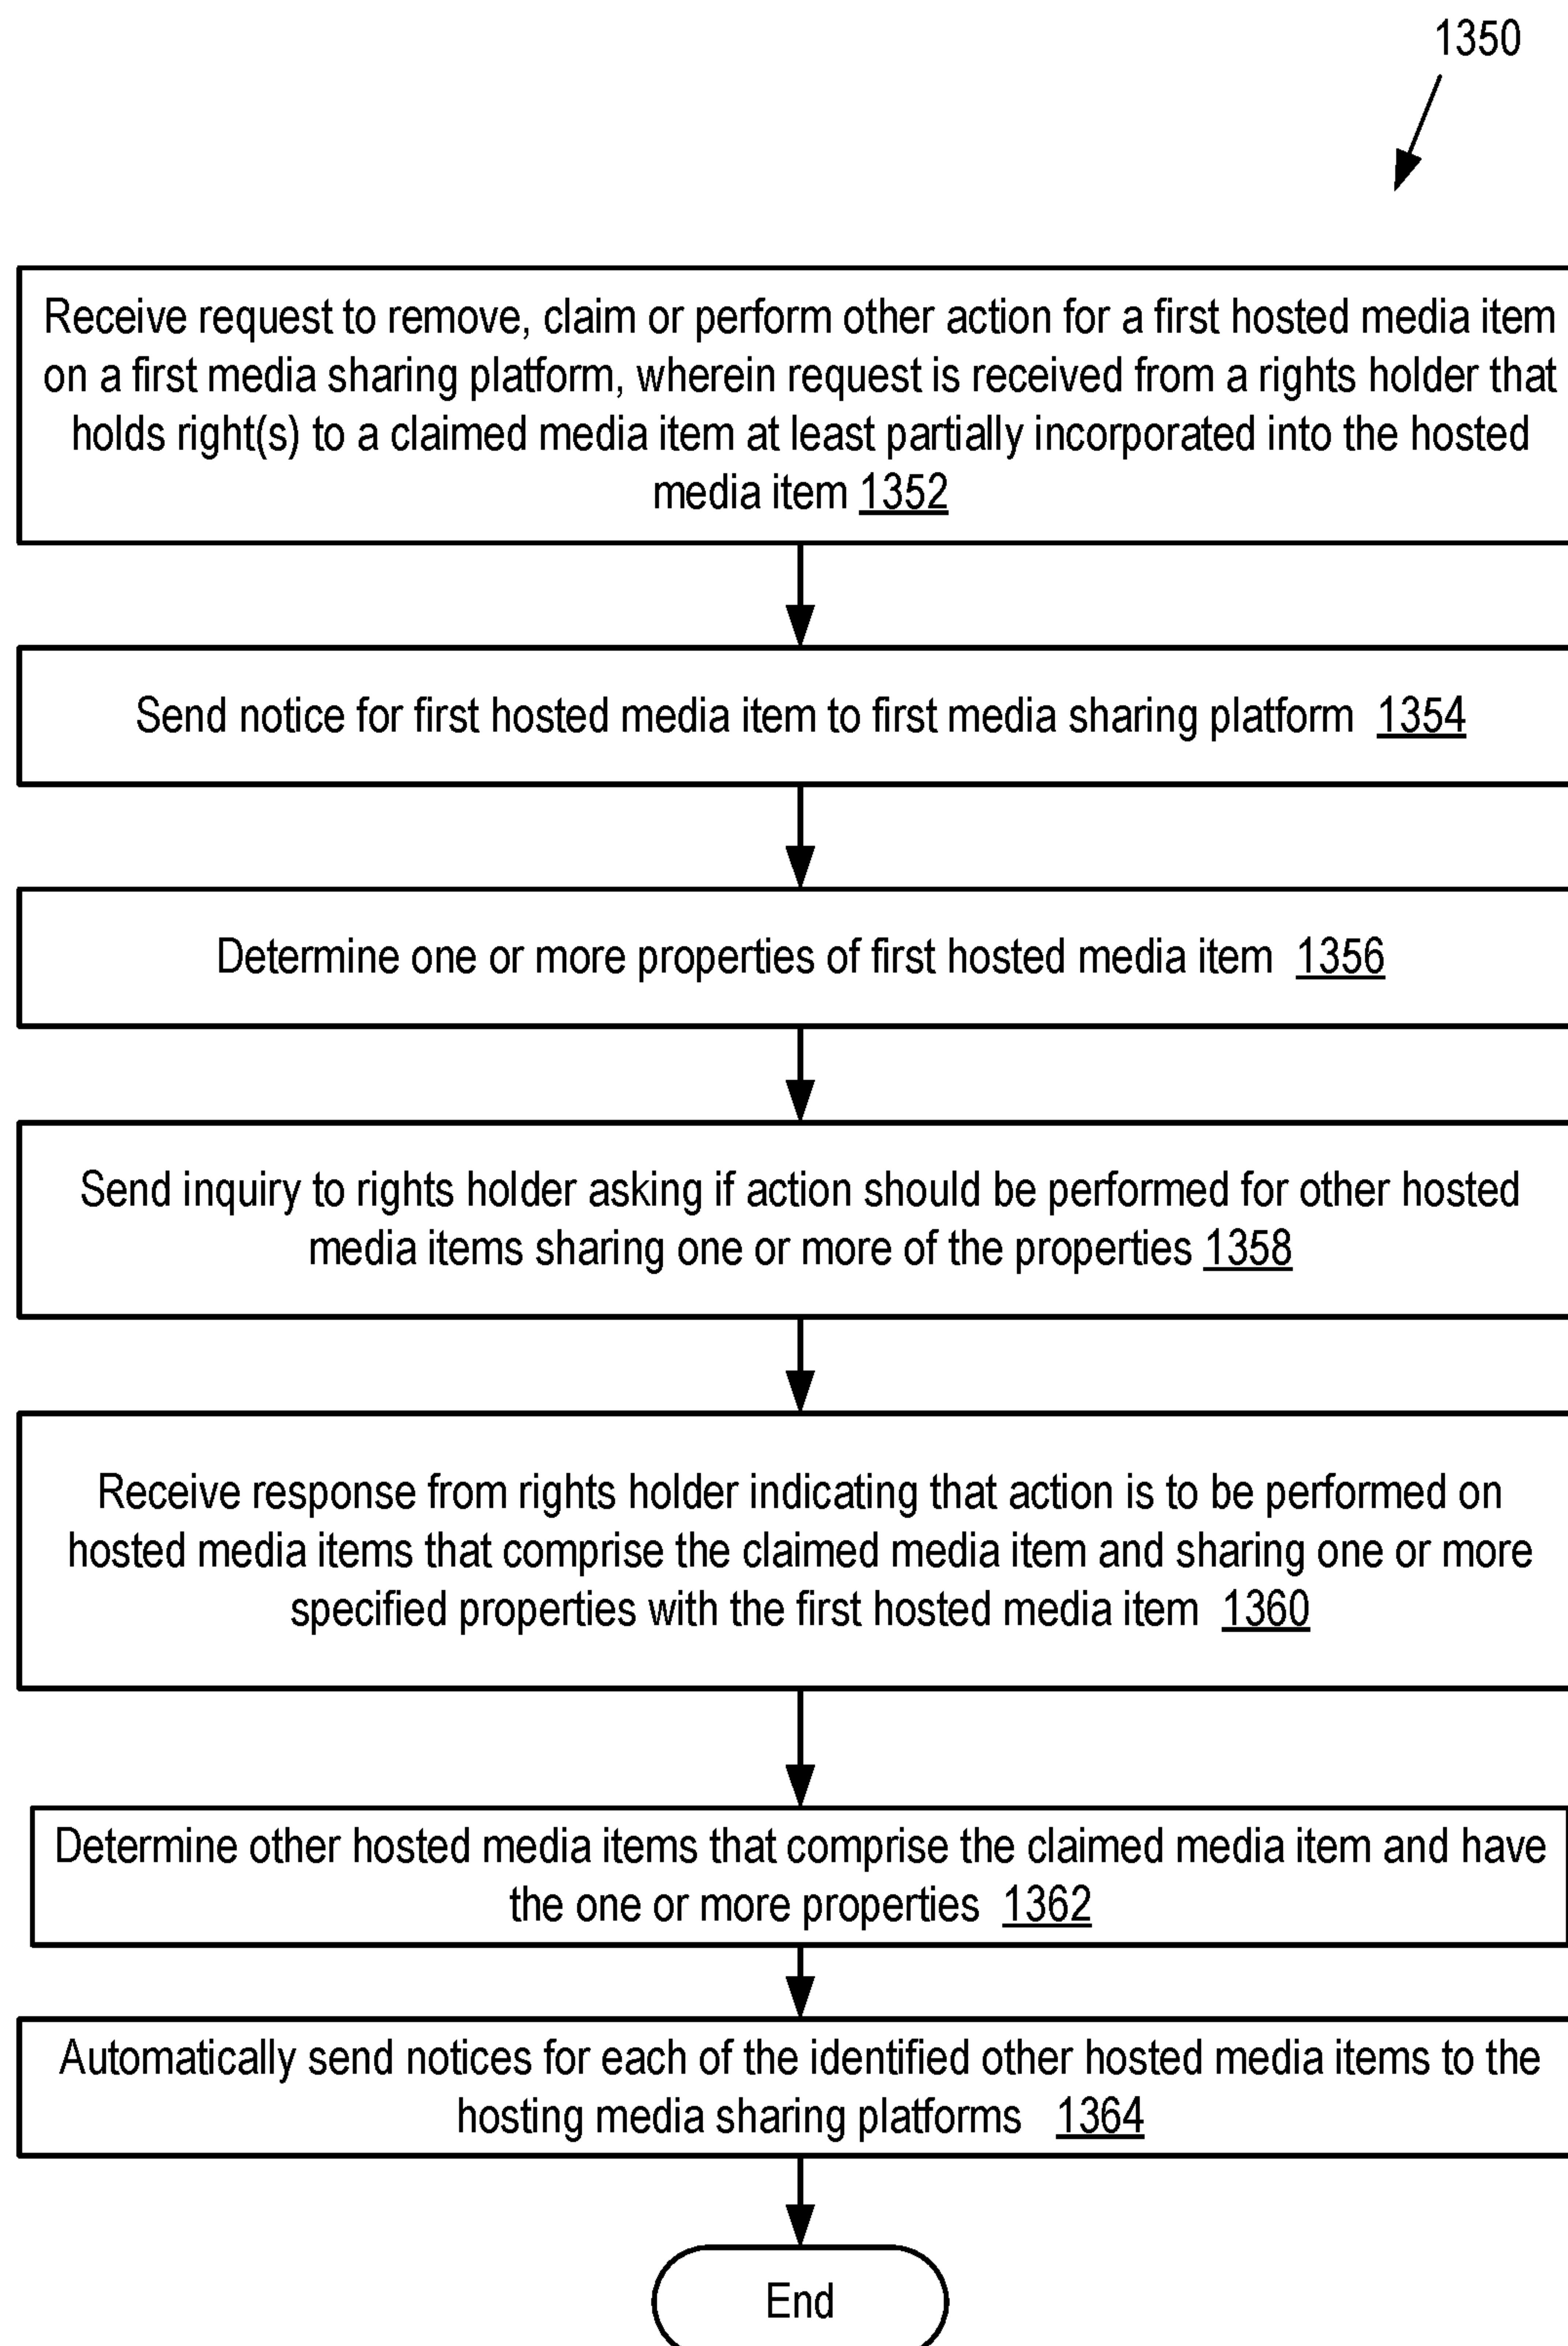 1350
Receive request to remove, claim or perform other action for a first hosted media item
on a first media sharing platform, wherein request is received from a rights holder that
holds right(s) to a claimed media item at least partially incorporated into the hosted
media item 1352
Send notice for first hosted media item to first media sharing platform 1354
Determine one or more properties of first hosted media item 1356
Send inquiry to rights holder asking if action should be performed for other hosted
media items sharing one or more of the properties 1358
Receive response from rights holder indicating that action is to be performed on
hosted media items that comprise the claimed media item and sharing one or more
specified properties with the first hosted media item 1360
Determine other hosted media items that comprise the claimed media item and have
the one or more properties 1362
Automatically send notices for each of the identified other hosted media items to the
hosting media sharing platforms 1364
End